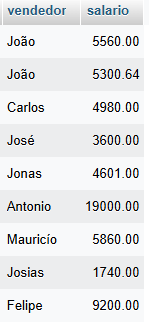 vendedor salario
João 5560.00
João 5300.64
Carlos 4980.00
José 3600.00
Jonas 4601.00
Antonio 19000.00
Mauricío 5860.00
Josias 1740.00
Felipe 9200.00